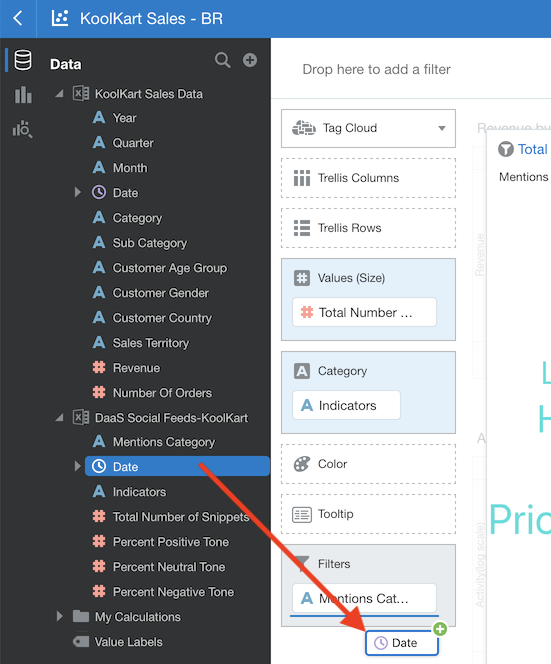 KoolKart Sales - BR
Data
KoolKart Sales Data
Year
Quarter
Month
Date
Category
Sub Category
Customer Age Group
Customer Gender
Customer Country
Sales Territory
Revenue
Number Of Orders
DaaS Social Feeds-KoolKart
Mentions Category
Date
Indicators
Total Number of Snippets
Percent Positive Tone
Percent Neutral Tone
Percent Negative Tone
My Calculations
Value Labels
Drop here to add a filter
Tag Cloud
Trellis Columns
Trellis Rows
Values (Size)
Total Number ...
Category
Indicators
Color
Tooltip
Filters
Mentions Cat...
Date
Revenue by
Total
Mentions
Revenue
L
H
A
Pric
Activity(log scale)